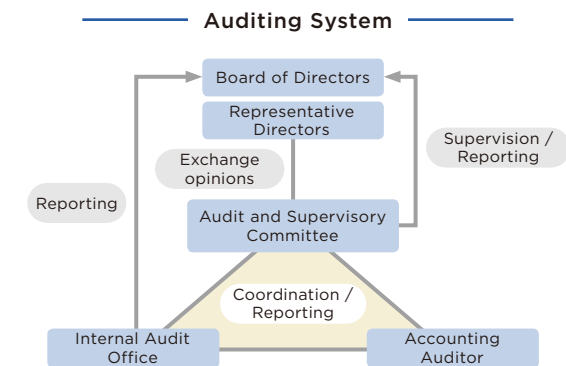 Auditing System
Board of Directors
Representative
Directors
Supervision /
Reporting
Exchange
opinions
Reporting
Audit and Supervisory
Committee
Coordination /
Reporting
Internal Audit
Office
Accounting
Auditor